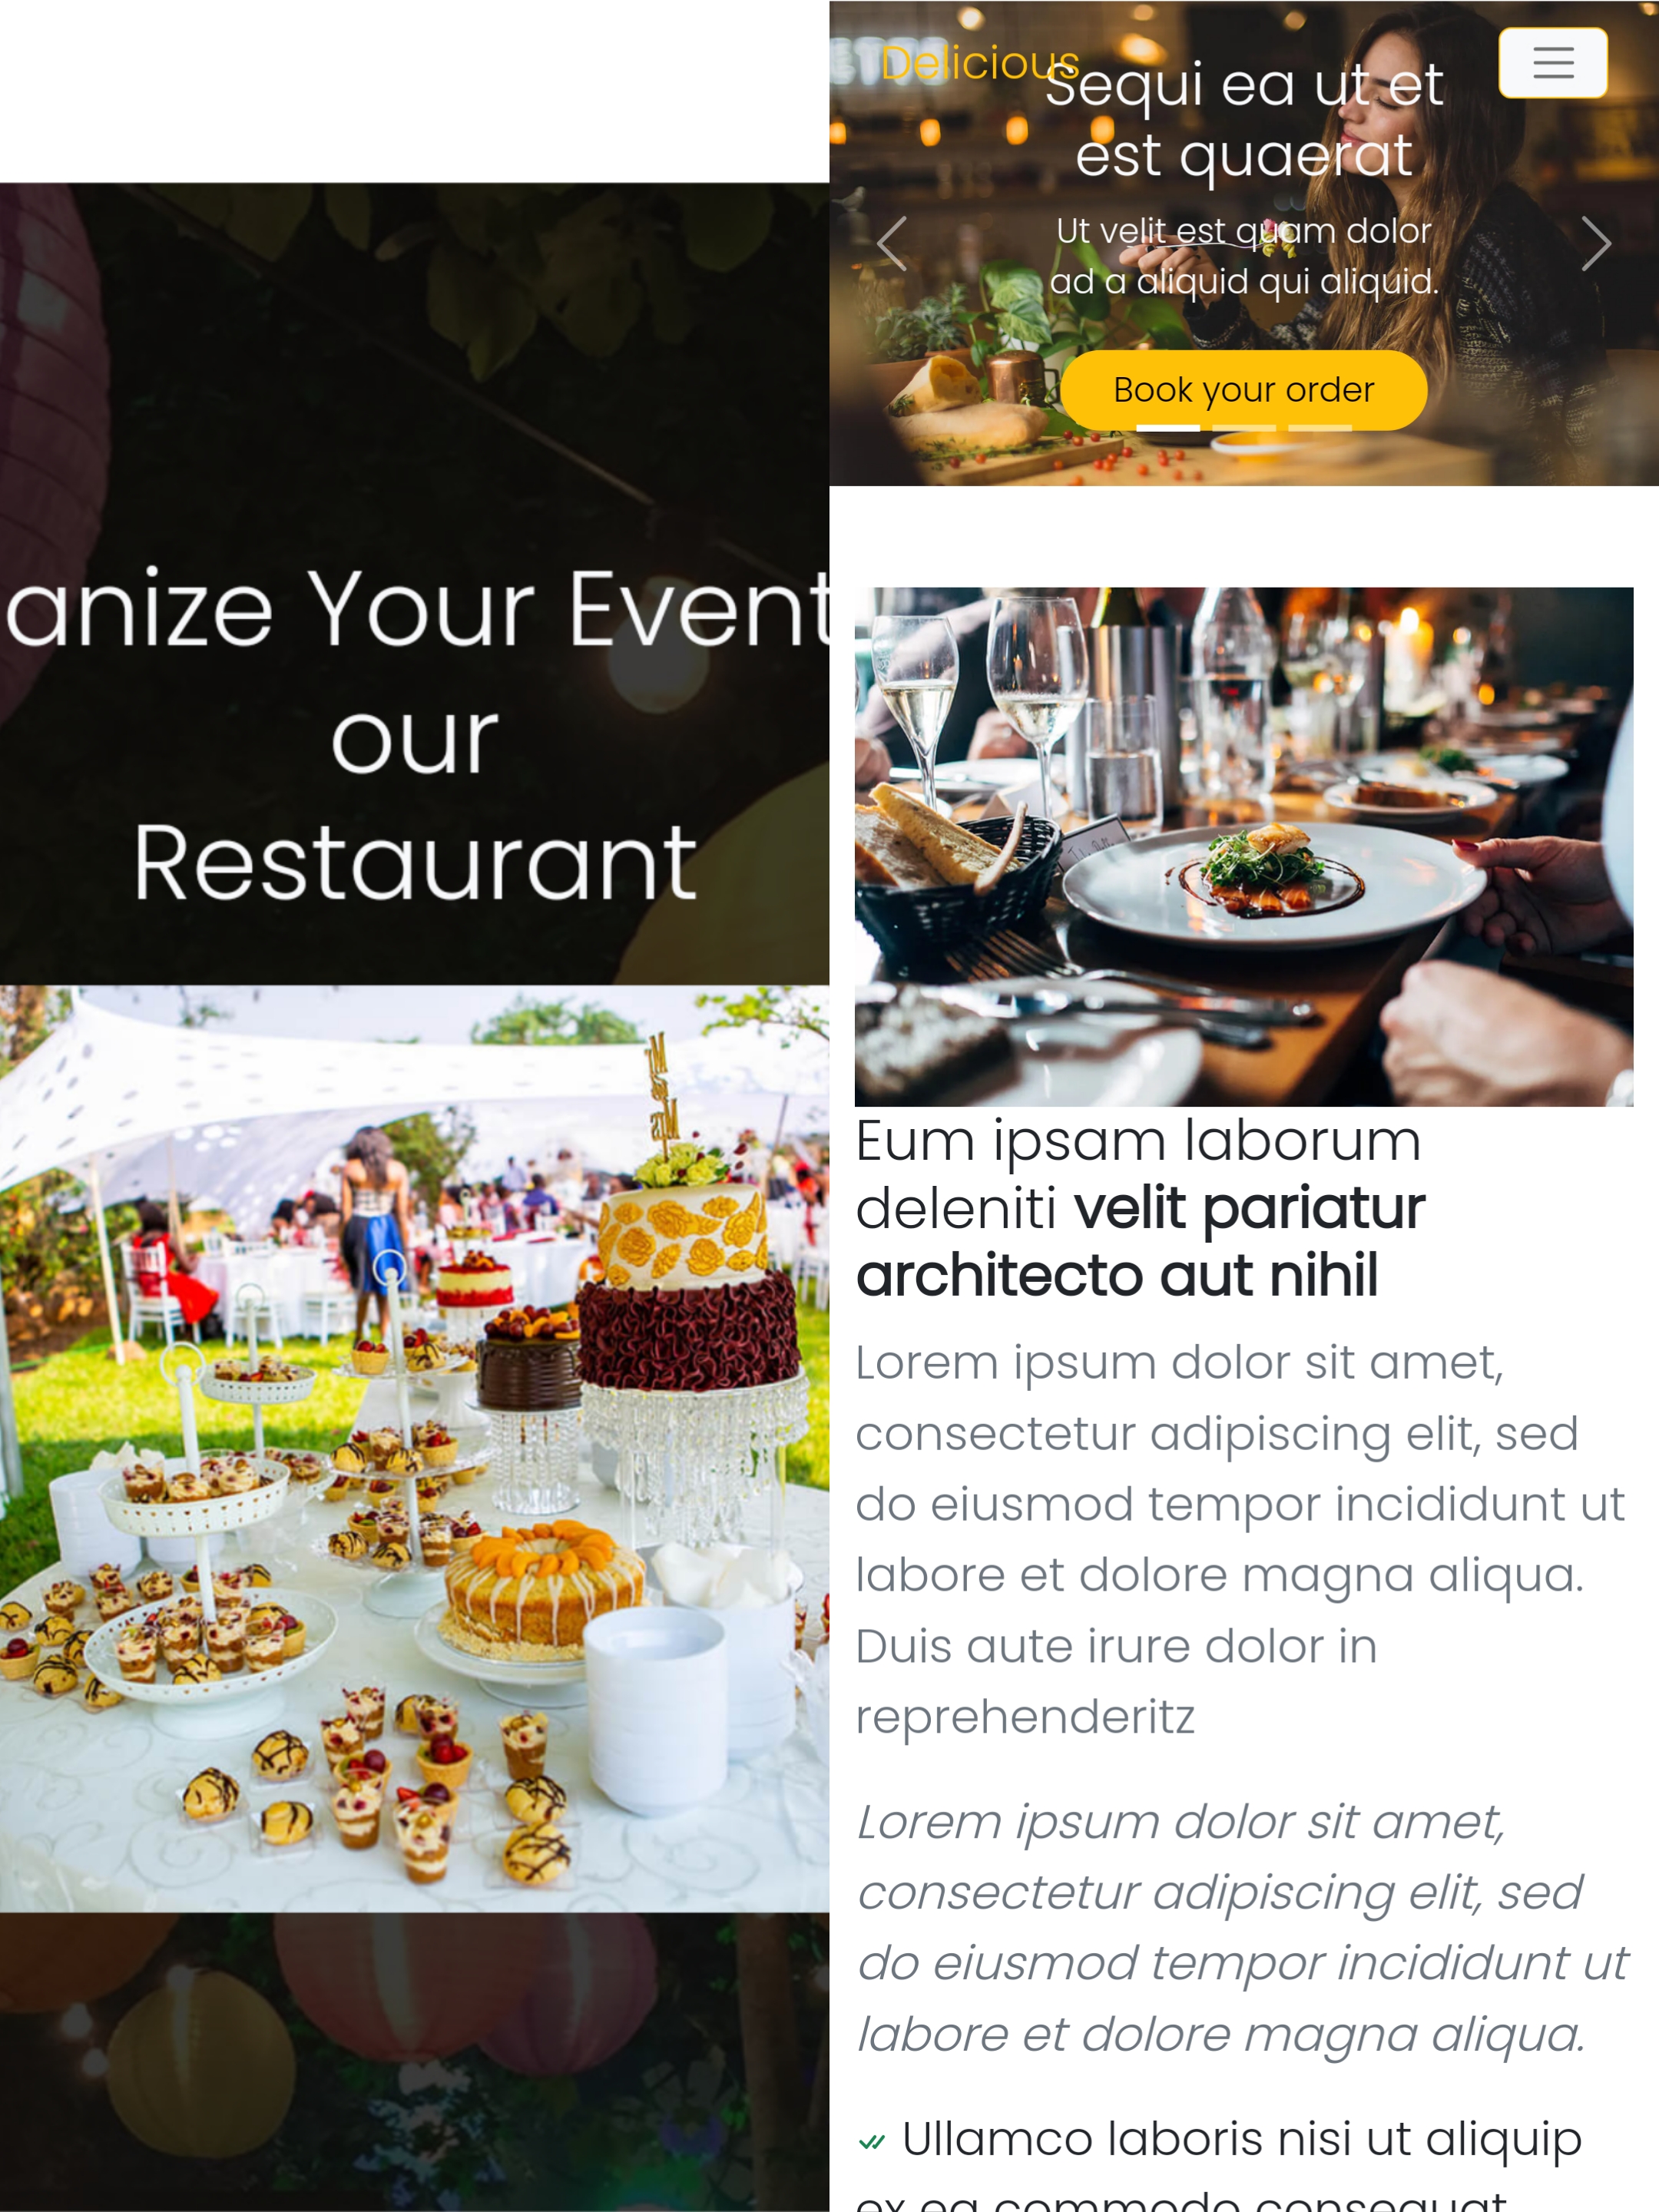 anize Your Event
our
Restaurant
Delicious
Sequi ea ut et
est quaerat
Ut velit est quam dolor
ad a aliquid qui aliquid.
Book your order
Eum ipsam laborum
deleniti velit pariatur
architecto aut nihil
Lorem ipsum dolor sit amet,
consectetur adipiscing elit, sed
do eiusmod tempor incididunt ut
labore et dolore magna aliqua.
Duis aute irure dolor in
reprehenderitz
Lorem ipsum dolor sit amet,
consectetur adipiscing elit, sed
do eiusmod tempor incididunt ut
labore et dolore magna aliqua.
Ullamco laboris nisi ut aliquip
ex ea commodo consequat